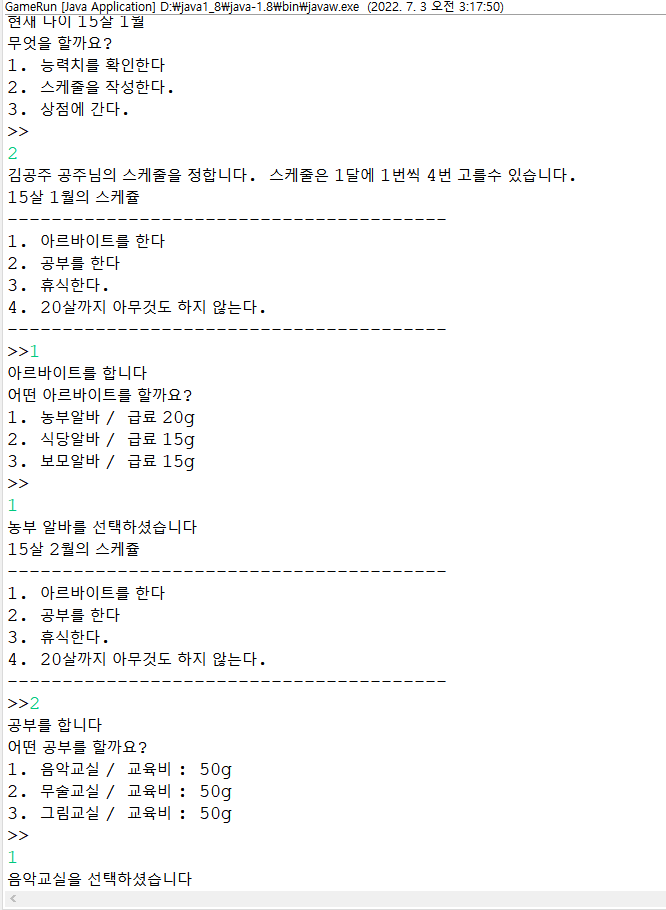 GameRun [Java Application] D:₩java1_8₩java-1.8₩bin₩javaw.exe (2022. 7. 3 오전 3:17:50)
현재 나이 15살 1월
무엇을 할까요?
1. 능력치를 확인한다
2. 스케줄을 작성한다.
3. 상점에 간다.
>>
2
김공주 공주님의 스케줄을 정합니다. 스케줄은 1달에 1번씩 4번 고를수 있습니다.
15살 1월의 스케쥴
----------------------------------------
1. 아르바이트를 한다
2. 공부를 한다
3. 휴식한다.
4. 20살까지 아무것도 하지 않는다.
----------------------------------------
>>1
아르바이트를 합니다
어떤 아르바이트를 할까요?
1. 농부알바 / 급료 20g
2. 식당알바 / 급료 15g
3. 보모알바 / 급료 15g
>>
1
농부 알바를 선택하셨습니다
15살 2월의 스케쥴
----------------------------------------
1. 아르바이트를 한다
2. 공부를 한다
3. 휴식한다.
4. 20살까지 아무것도 하지 않는다.
----------------------------------------
>>2
공부를 합니다
어떤 공부를 할까요?
1. 음악교실 / 교육비 : 50g
2. 무술교실 / 교육비 : 50g
3. 그림교실 / 교육비 : 50g
>>
1
음악교실을 선택하셨습니다